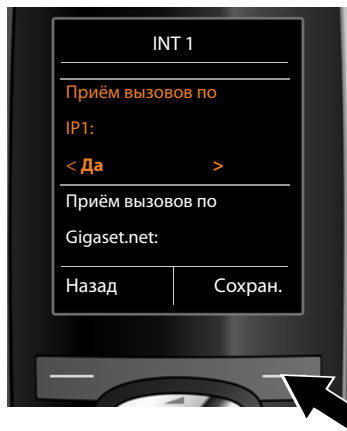 INT 1
Приём вызовов по
IP1:
< Да >
Приём вызовов по
Gigaset.net:
Назад Сохран.